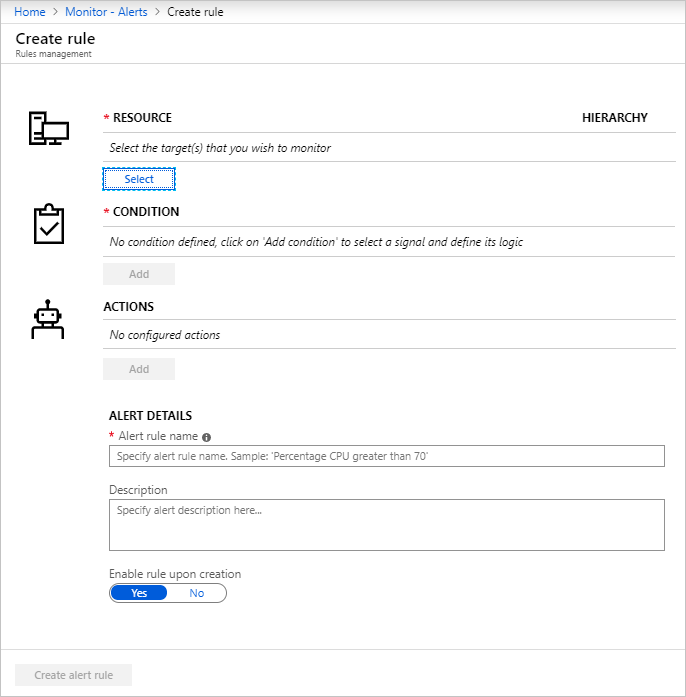 Home > Monitor - Alerts > Create rule
Create rule
Rules management
* RESOURCE HIERARCHY
Select the target(s) that you wish to monitor
Select
* CONDITION
No condition defined, click on 'Add condition' to select a signal and define its logic
Add
ACTIONS
No configured actions
Add
ALERT DETAILS
* Alert rule name
Specify alert rule name. Sample: 'Percentage CPU greater than 70'
Description
Specify alert description here...
Enable rule upon creation
Yes No
Create alert rule